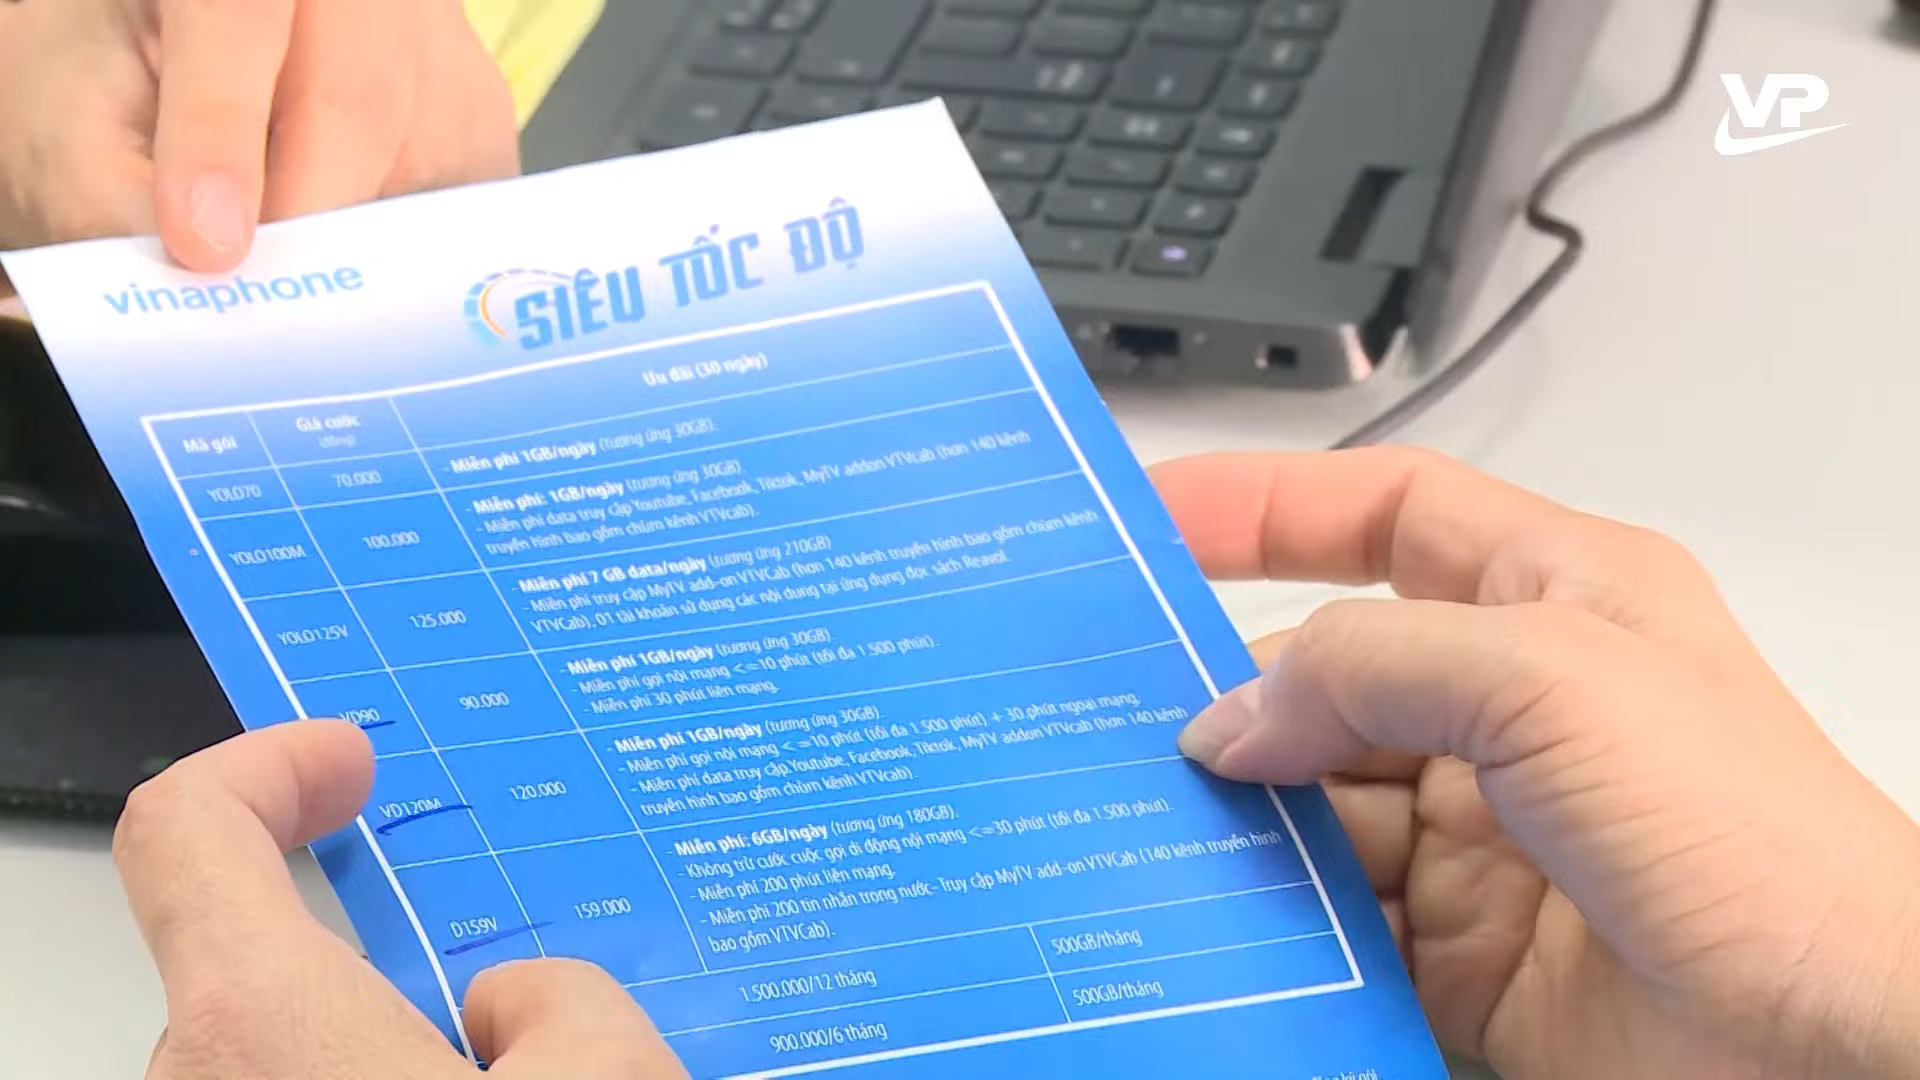 VP
vinaphone
SIÊU TỐC ĐỘ
Mã gói
Giá cước
(đồng)
Ưu đãi (30 ngày)
YOLO70
70.000
- Miễn phí 1GB/ngày (tương ứng 30GB).
YOLO100M
100.000
- Miễn phí: 1GB/ngày (tương ứng 30GB).
- Miễn phí data truy cập Youtube, Facebook, Tiktok, MyTV addon VTVcab (hơn 140 kênh
truyền hình bao gồm chùm kênh VTVcab).
YOLO125V
125.000
- Miễn phí 7 GB data/ngày (tương ứng 210GB)
- Miễn phí truy cập MyTV add-on VTVCab (hơn 140 kênh truyền hình bao gồm chùm kênh
VTVCab), 01 tài khoản sử dụng các nội dung tại ứng dụng đọc sách Reavol.
VD90
90.000
- Miễn phí 1GB/ngày (tương ứng 30GB).
- Miễn phí gọi nội mạng <=10 phút (tối đa 1.500 phút).
- Miễn phí 30 phút liên mạng.
VD120M
120.000
- Miễn phí 1GB/ngày (tương ứng 30GB).
- Miễn phí gọi nội mạng <=10 phút (tối đa 1.500 phút) + 30 phút ngoại mạng.
- Miễn phí data truy cập Youtube, Facebook, Tiktok, MyTV addon VTVcab (hơn 140 kênh
truyền hình bao gồm chùm kênh VTVcab).
D159V
159.000
- Miễn phí: 6GB/ngày (tương ứng 180GB).
- Không trừ cước cuộc gọi di động nội mạng <=30 phút (tối đa 1.500 phút).
- Miễn phí 200 phút liên mạng.
- Miễn phí 200 tin nhắn trong nước- Truy cập MyTV add-on VTVCab (140 kênh truyền hình
bao gồm VTVCab).
1.500.000/12 tháng
500GB/tháng
900.000/6 tháng
500GB/tháng